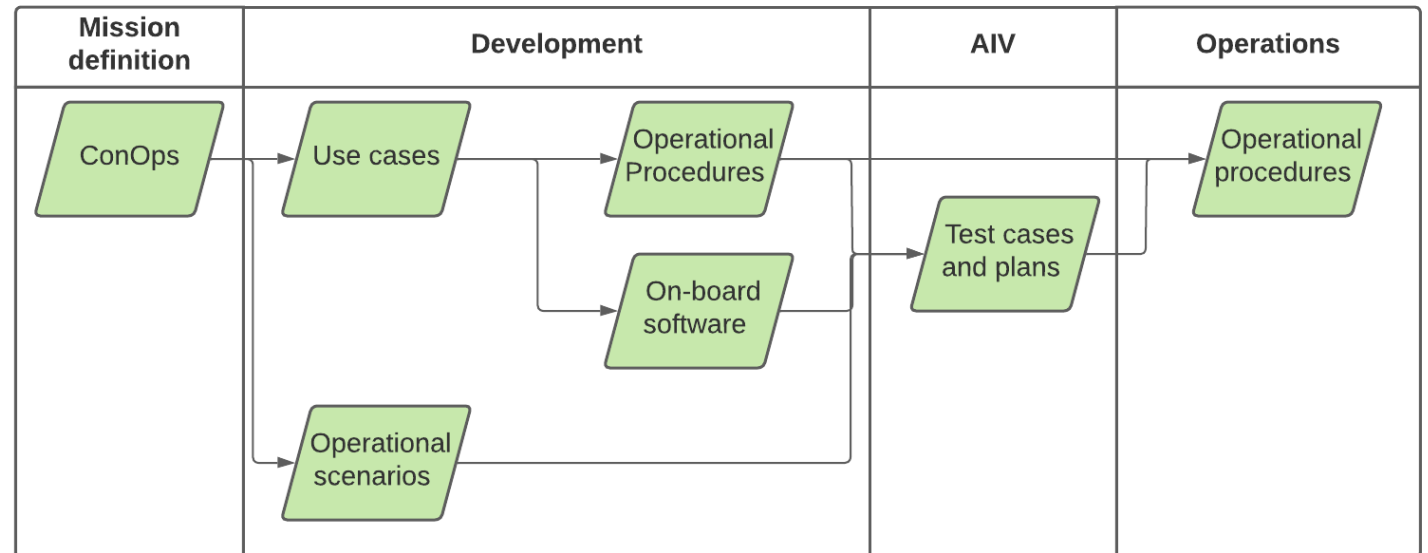 Mission
definition
Development
AIV
Operations
ConOps
Use cases
Operational
Procedures
Operational
procedures
Test cases
and plans
On-board
software
Operational
scenarios